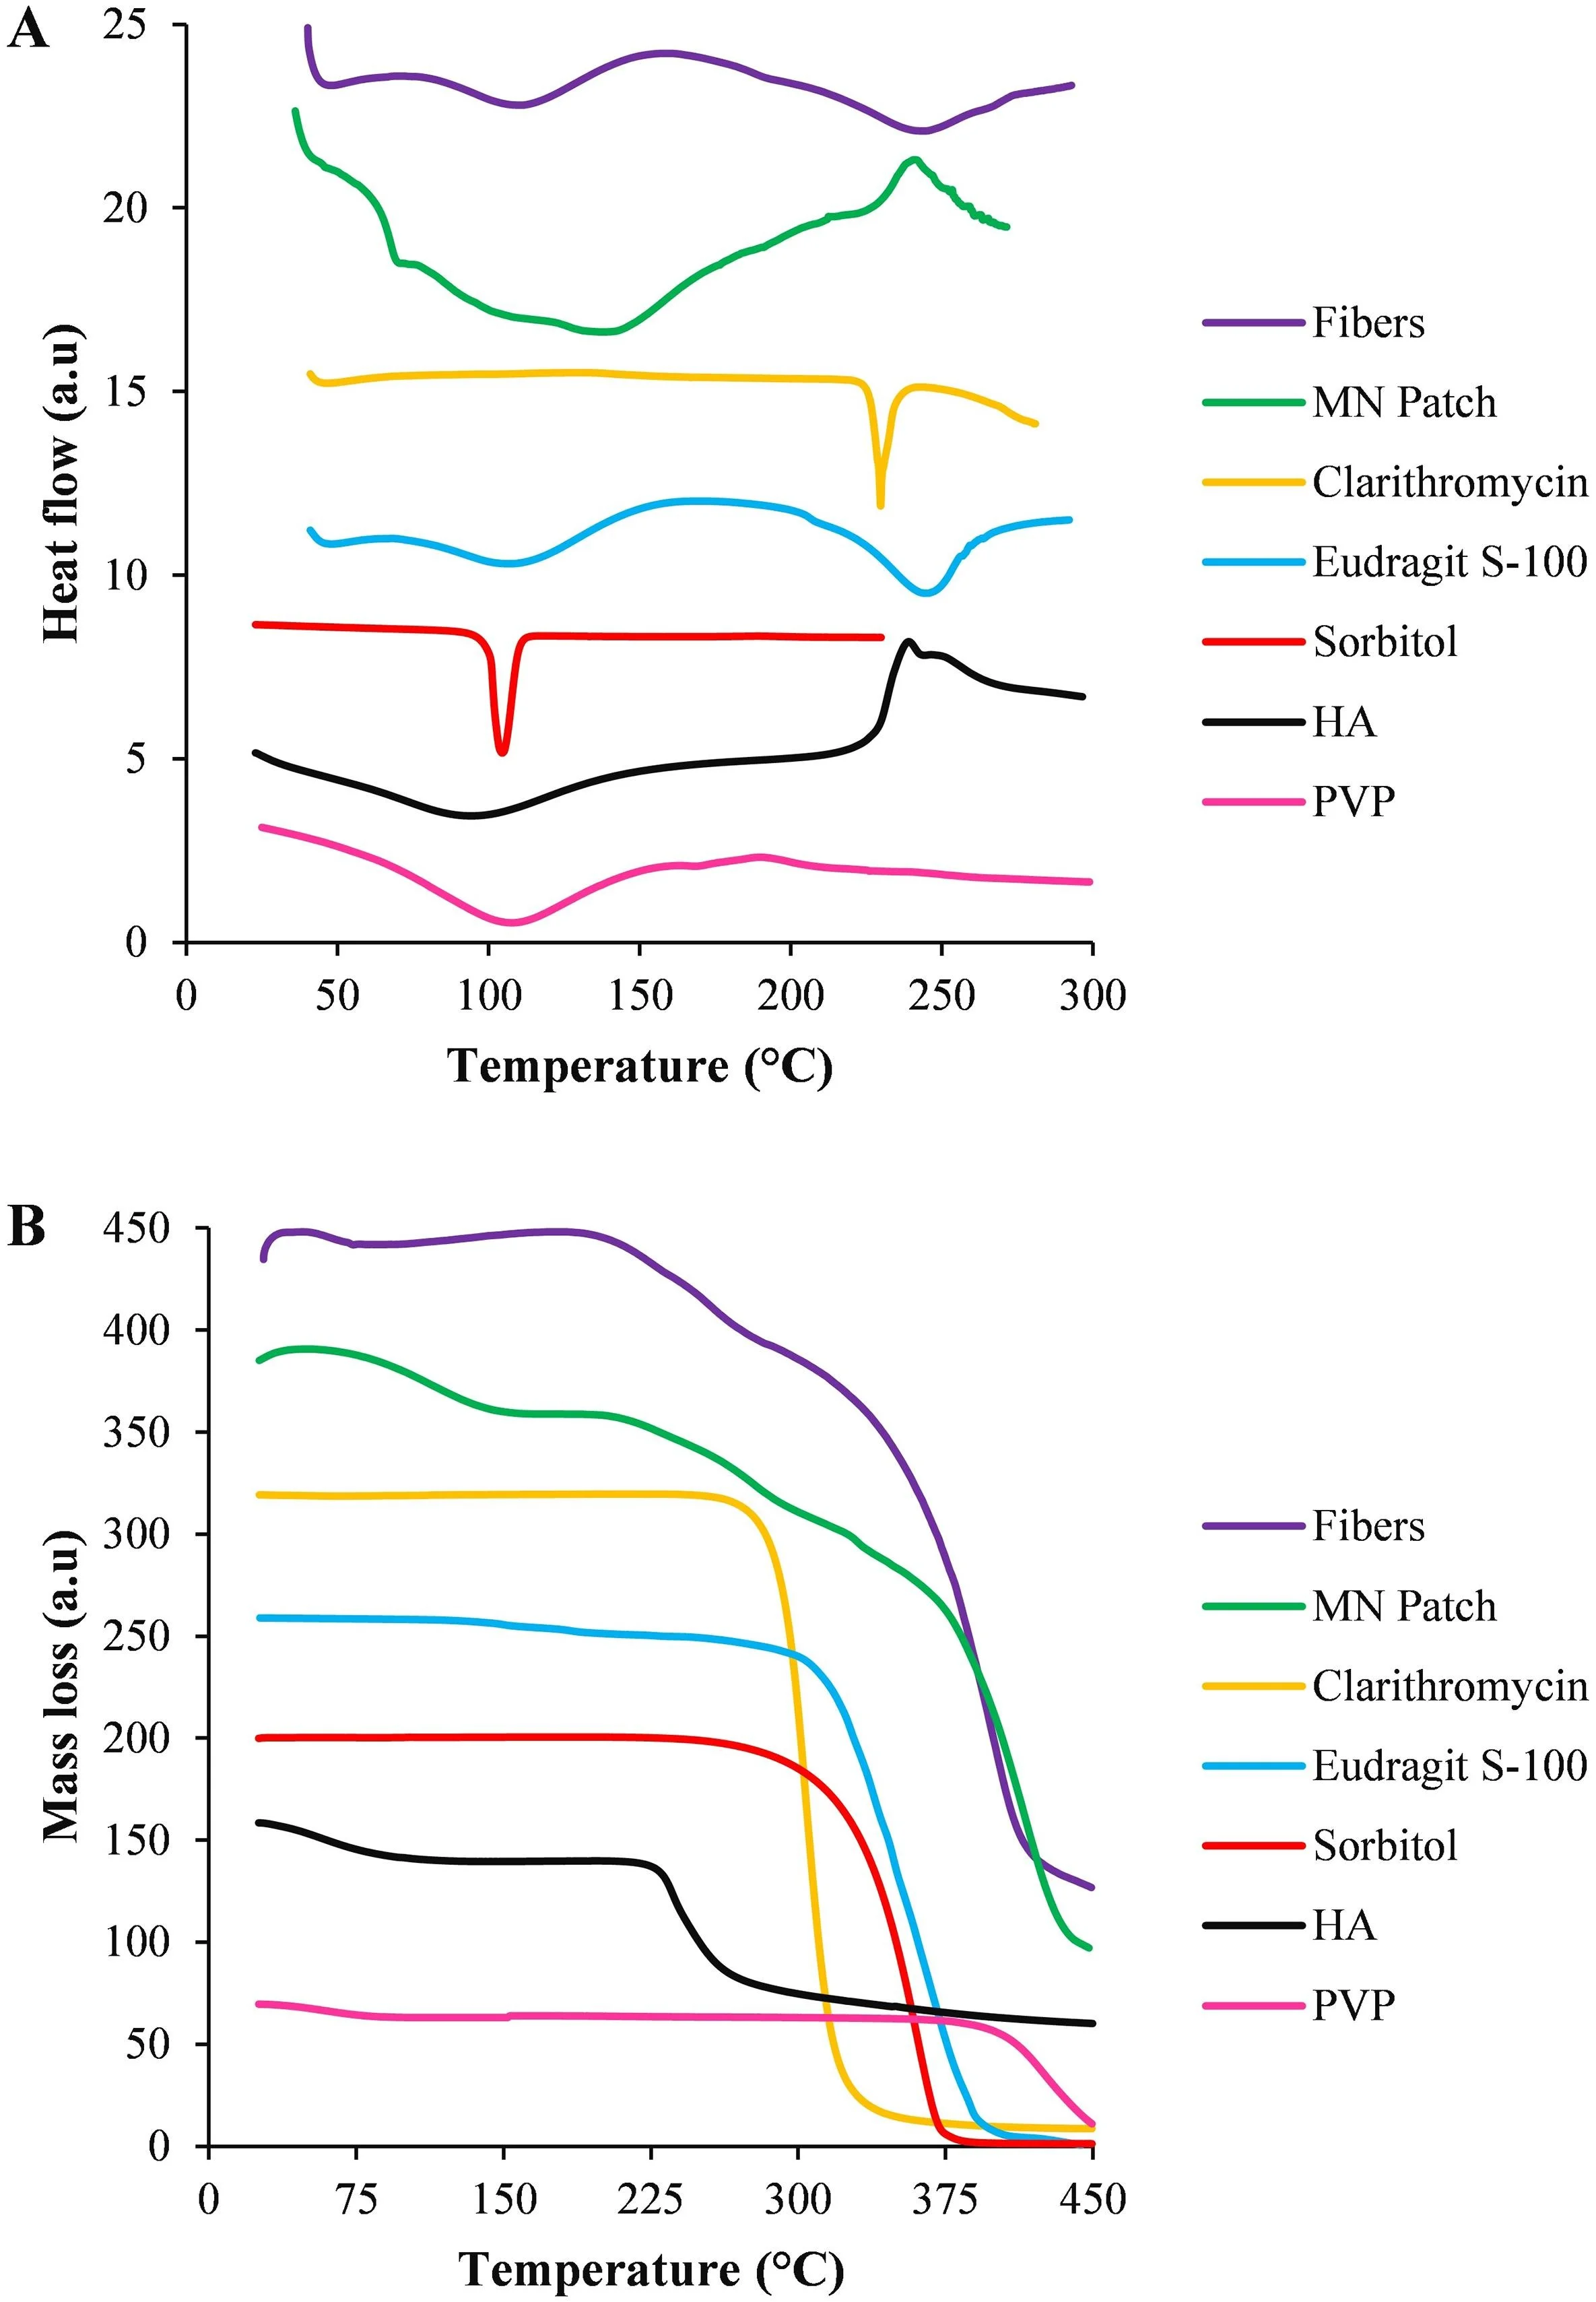 A
25
20
15
10
5
0
Heat flow (a.u)
0 50 100 150 200 250 300
Temperature (°C)
Fibers
MN Patch
Clarithromycin
Eudragit S-100
Sorbitol
HA
PVP
B
450
400
350
300
250
200
150
100
50
0
Mass loss (a.u)
0 75 150 225 300 375 450
Temperature (°C)
Fibers
MN Patch
Clarithromycin
Eudragit S-100
Sorbitol
HA
PVP